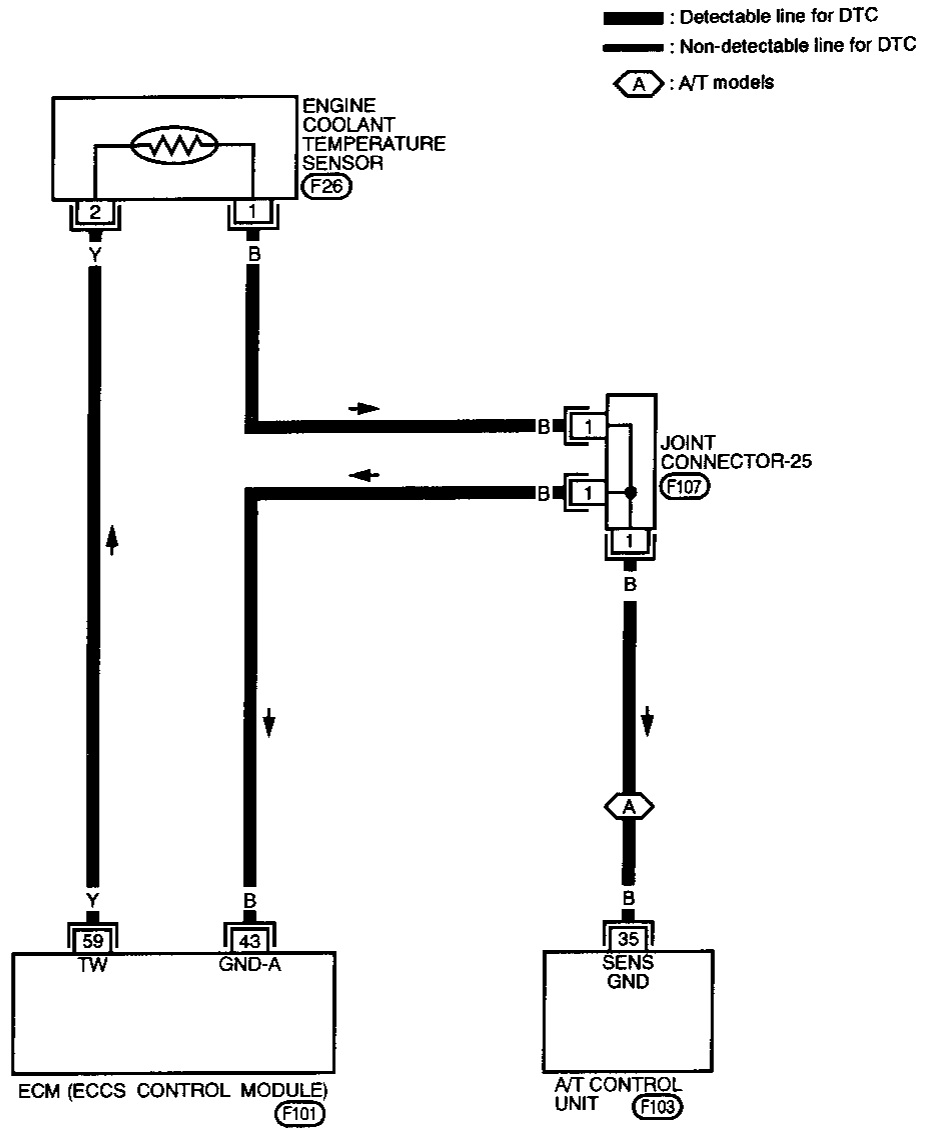 : Detectable line for DTC
: Non-detectable line for DTC
A : A/T models
ENGINE
COOLANT
TEMPERATURE
SENSOR
F26
2 1
Y B
B 1
JOINT
CONNECTOR-25
F107
B 1
1
B
A
Y B B
59 43 35
TW GND-A SENS
GND
ECM (ECCS CONTROL MODULE)
F101
A/T CONTROL
UNIT F103